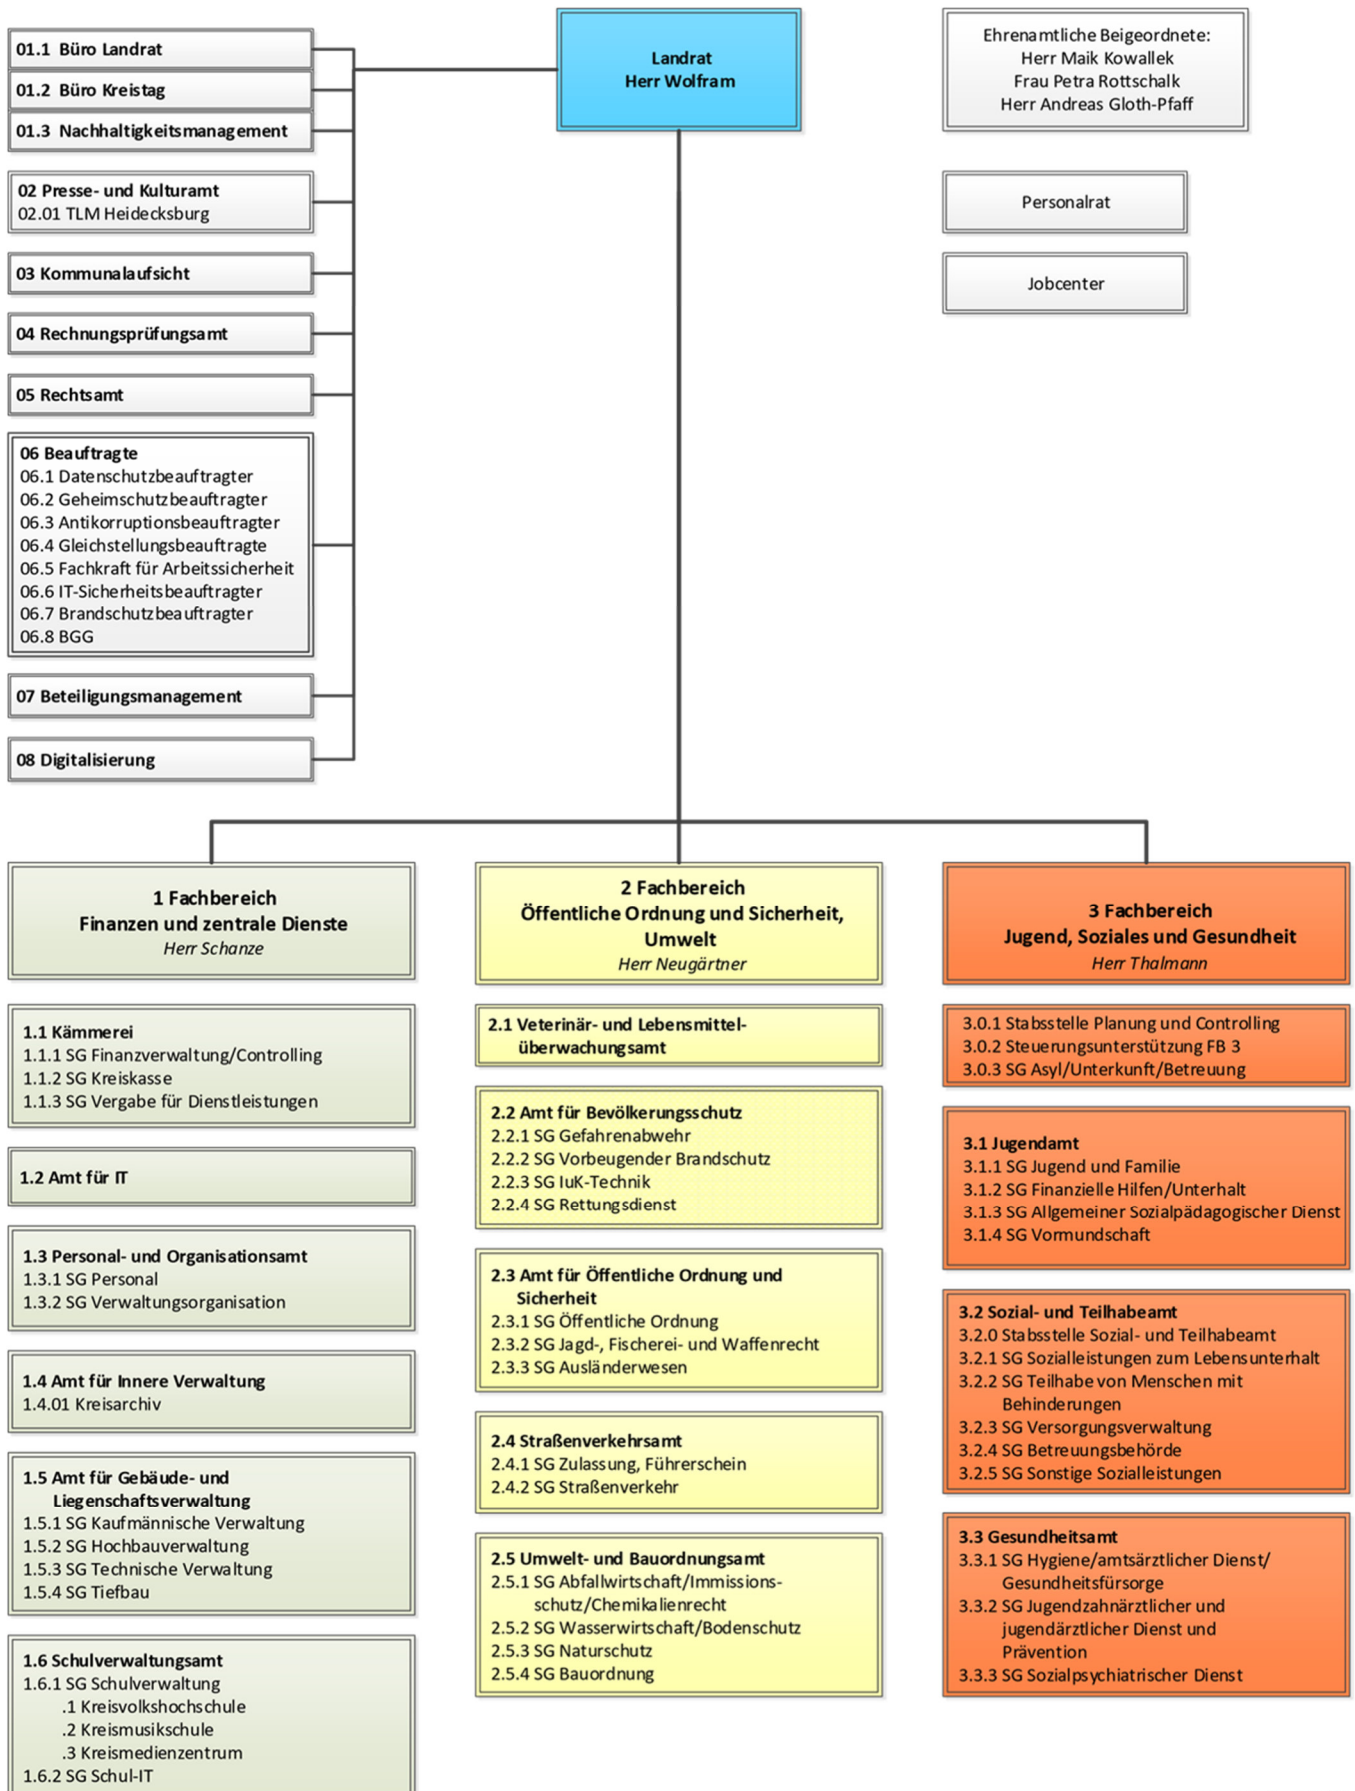 01.1 Büro Landrat
01.2 Büro Kreistag
01.3 Nachhaltigkeitsmanagement
02 Presse- und Kulturamt
02.01 TLM Heidecksburg
03 Kommunalaufsicht
04 Rechnungsprüfungsamt
05 Rechtsamt
06 Beauftragte
06.1 Datenschutzbeauftragter
06.2 Geheimschutzbeauftragter
06.3 Antikorruptionsbeauftragter
06.4 Gleichstellungsbeauftragte
06.5 Fachkraft für Arbeitssicherheit
06.6 IT-Sicherheitsbeauftragter
06.7 Brandschutzbeauftragter
06.8 BGG
07 Beteiligungsmanagement
08 Digitalisierung
Landrat
Herr Wolfram
Ehrenamtliche Beigeordnete:
Herr Maik Kowallek
Frau Petra Rottschalk
Herr Andreas Gloth-Pfaff
Personalrat
Jobcenter
1 Fachbereich
Finanzen und zentrale Dienste
Herr Schanze
1.1 Kämmerei
1.1.1 SG Finanzverwaltung/Controlling
1.1.2 SG Kreiskasse
1.1.3 SG Vergabe für Dienstleistungen
1.2 Amt für IT
1.3 Personal- und Organisationsamt
1.3.1 SG Personal
1.3.2 SG Verwaltungsorganisation
1.4 Amt für Innere Verwaltung
1.4.01 Kreisarchiv
1.5 Amt für Gebäude- und
Liegenschaftsverwaltung
1.5.1 SG Kaufmännische Verwaltung
1.5.2 SG Hochbauverwaltung
1.5.3 SG Technische Verwaltung
1.5.4 SG Tiefbau
1.6 Schulverwaltungsamt
1.6.1 SG Schulverwaltung
.1 Kreisvolkshochschule
.2 Kreismusikschule
.3 Kreismedienzentrum
1.6.2 SG Schul-IT
2 Fachbereich
Öffentliche Ordnung und Sicherheit,
Umwelt
Herr Neugärtner
2.1 Veterinär- und Lebensmittel-
überwachungsamt
2.2 Amt für Bevölkerungsschutz
2.2.1 SG Gefahrenabwehr
2.2.2 SG Vorbeugender Brandschutz
2.2.3 SG IuK-Technik
2.2.4 SG Rettungsdienst
2.3 Amt für Öffentliche Ordnung und
Sicherheit
2.3.1 SG Öffentliche Ordnung
2.3.2 SG Jagd-, Fischerei- und Waffenrecht
2.3.3 SG Ausländerwesen
2.4 Straßenverkehrsamt
2.4.1 SG Zulassung, Führerschein
2.4.2 SG Straßenverkehr
2.5 Umwelt- und Bauordnungsamt
2.5.1 SG Abfallwirtschaft/Immissions-
schutz/Chemikalienrecht
2.5.2 SG Wasserwirtschaft/Bodenschutz
2.5.3 SG Naturschutz
2.5.4 SG Bauordnung
3 Fachbereich
Jugend, Soziales und Gesundheit
Herr Thalmann
3.0.1 Stabsstelle Planung und Controlling
3.0.2 Steuerungsunterstützung FB 3
3.0.3 SG Asyl/Unterkunft/Betreuung
3.1 Jugendamt
3.1.1 SG Jugend und Familie
3.1.2 SG Finanzielle Hilfen/Unterhalt
3.1.3 SG Allgemeiner Sozialpädagogischer Dienst
3.1.4 SG Vormundschaft
3.2 Sozial- und Teilhabeamt
3.2.0 Stabsstelle Sozial- und Teilhabeamt
3.2.1 SG Sozialleistungen zum Lebensunterhalt
3.2.2 SG Teilhabe von Menschen mit
Behinderungen
3.2.3 SG Versorgungsverwaltung
3.2.4 SG Betreuungsbehörde
3.2.5 SG Sonstige Sozialleistungen
3.3 Gesundheitsamt
3.3.1 SG Hygiene/amtsärztlicher Dienst/
Gesundheitsfürsorge
3.3.2 SG Jugendzahnärztlicher und
jugendärztlicher Dienst und
Prävention
3.3.3 SG Sozialpsychiatrischer Dienst